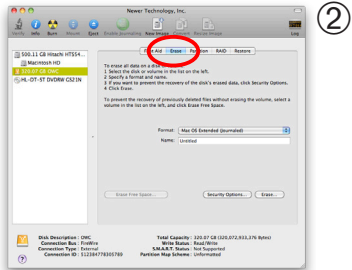 Newer Technology, Inc.
②
Verify Info Burn Mount Eject Enable Journaling New Image Convert Resize Image Log
First Aid Erase Partition RAID Restore
500.11 GB Hitachi HTS54...
Macintosh HD
320.07 GB OWC
HL-DT-ST DVDRW GS21N
To erase all data on a disk or
1 Select the disk or volume in the list on the left.
2 Specify a format and name.
3 If you want to prevent the recovery of the disk's erased data, click Security Options.
4 Click Erase.
To prevent the recovery of previously deleted files without erasing the volume, select a
volume in the list on the left, and click Erase Free Space.
Format: Mac OS Extended (Journaled)
Name: Untitled
Erase Free Space... Security Options... Erase...
Disk Description : OWC
Connection Bus : FireWire
Connection Type : External
Connection ID : 512384778305789
Total Capacity : 320.07 GB (320,072,933,376 Bytes)
Write Status : Read/Write
S.M.A.R.T. Status : Not Supported
Partition Map Scheme : Unformatted
?